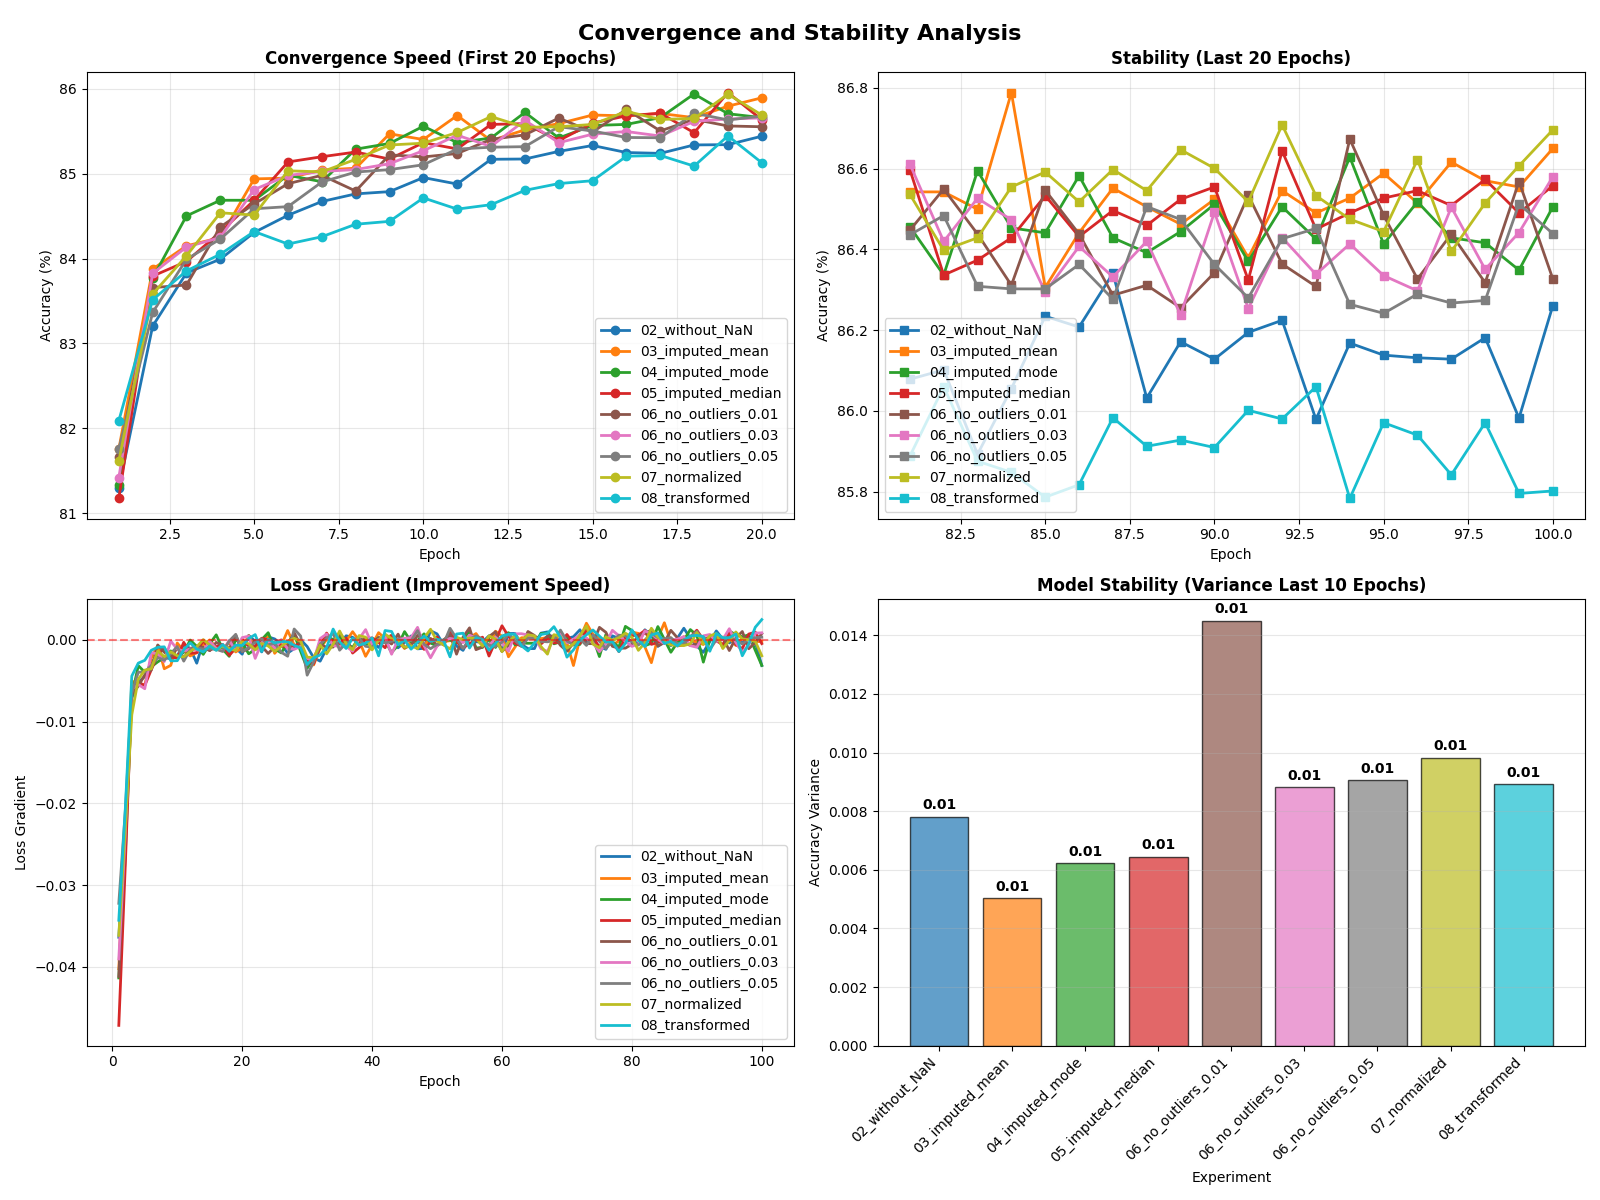 Convergence and Stability Analysis
Convergence Speed (First 20 Epochs)
Accuracy (%)
86
85
84
83
82
81
2.5 5.0 7.5 10.0 12.5 15.0 17.5 20.0
Epoch
02_without_NaN
03_imputed_mean
04_imputed_mode
05_imputed_median
06_no_outliers_0.01
06_no_outliers_0.03
06_no_outliers_0.05
07_normalized
08_transformed
Stability (Last 20 Epochs)
Accuracy (%)
86.8
86.6
86.4
86.2
86.0
85.8
82.5 85.0 87.5 90.0 92.5 95.0 97.5 100.0
Epoch
02_without_NaN
03_imputed_mean
04_imputed_mode
05_imputed_median
06_no_outliers_0.01
06_no_outliers_0.03
06_no_outliers_0.05
07_normalized
08_transformed
Loss Gradient (Improvement Speed)
Loss Gradient
0.00
−0.01
−0.02
−0.03
−0.04
0 20 40 60 80 100
Epoch
02_without_NaN
03_imputed_mean
04_imputed_mode
05_imputed_median
06_no_outliers_0.01
06_no_outliers_0.03
06_no_outliers_0.05
07_normalized
08_transformed
Model Stability (Variance Last 10 Epochs)
Accuracy Variance
0.014
0.012
0.010
0.008
0.006
0.004
0.002
0.000
0.01 0.01 0.01 0.01 0.01 0.01 0.01 0.01 0.01
02_without_NaN
03_imputed_mean
04_imputed_mode
05_imputed_median
06_no_outliers_0.01
06_no_outliers_0.03
06_no_outliers_0.05
07_normalized
08_transformed
Experiment